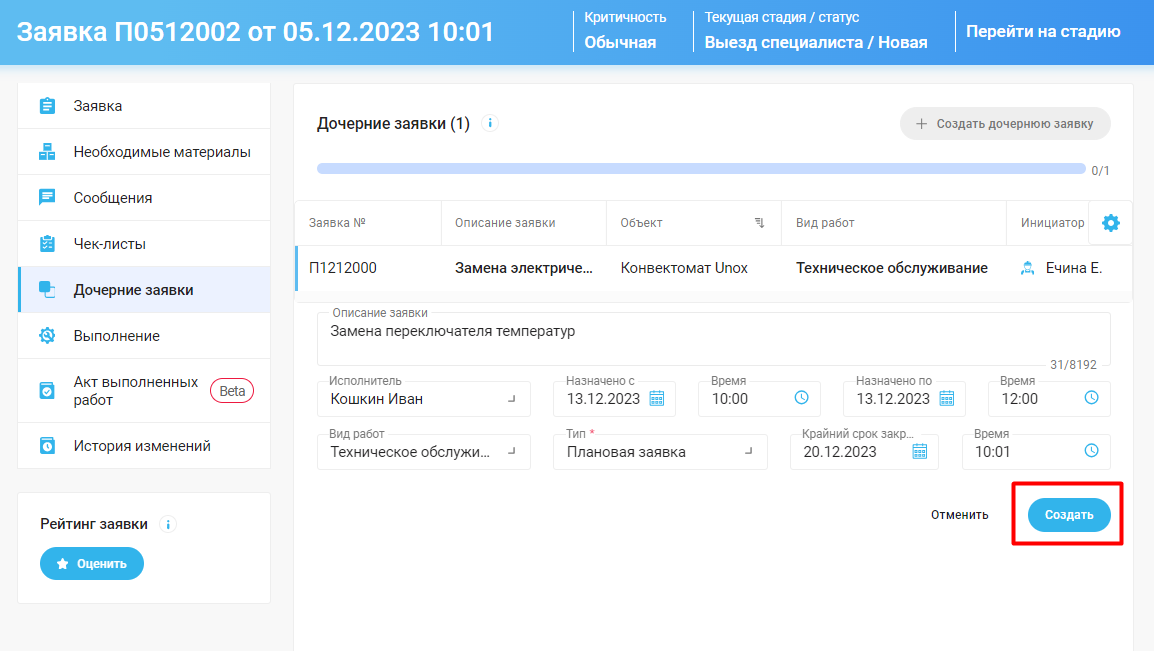 Заявка П0512002 от 05.12.2023 10:01
Критичность
Обычная
Текущая стадия / статус
Выезд специалиста / Новая
Перейти на стадию
Заявка
Необходимые материалы
Сообщения
Чек-листы
Дочерние заявки
Выполнение
Акт выполненных
работ
Beta
История изменений
Рейтинг заявки
Оценить
Дочерние заявки (1)
Создать дочернюю заявку
0/1
Заявка № Описание заявки Объект Вид работ Инициатор
П1212000 Замена электриче... Конвектомат Unox Техническое обслуживание Ечина Е.
Описание заявки
Замена переключателя температур
31/8192
Исполнитель Назначено с Время Назначено по Время
Кошкин Иван 13.12.2023 10:00 13.12.2023 12:00
Вид работ Тип * Крайний срок закр... Время
Техническое обслужи... Плановая заявка 20.12.2023 10:01
Отменить Создать